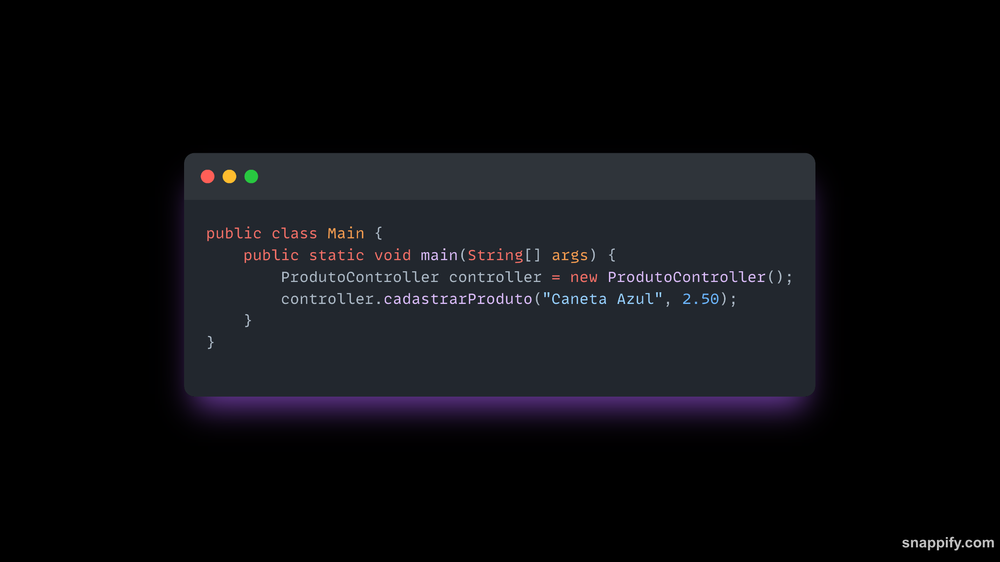 public class Main {
    public static void main(String[] args) {
        ProdutoController controller = new ProdutoController();
        controller.cadastrarProduto("Caneta Azul", 2.50);
    }
}
snappify.com